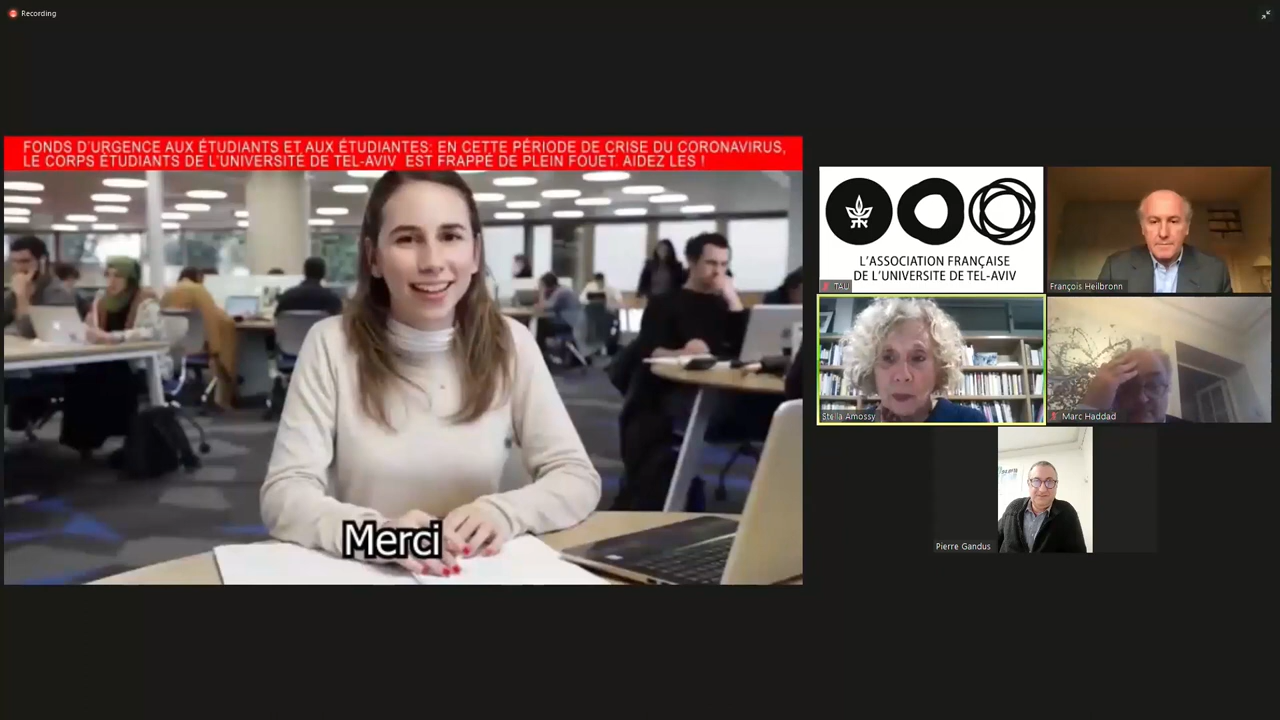 Recording
FONDS D'URGENCE AUX ÉTUDIANTS ET AUX ÉTUDIANTES: EN CETTE PÉRIODE DE CRISE DU CORONAVIRUS,
LE CORPS ÉTUDIANTS DE L'UNIVERSITÉ DE TEL-AVIV EST FRAPPÉ DE PLEIN FOUET. AIDEZ LES !
Merci
L'ASSOCIATION FRANÇAISE
DE L'UNIVERSITE DE TEL-AVIV
TAU
François Heilbronn
Stella Amossy
Marc Haddad
Pierre Gandus